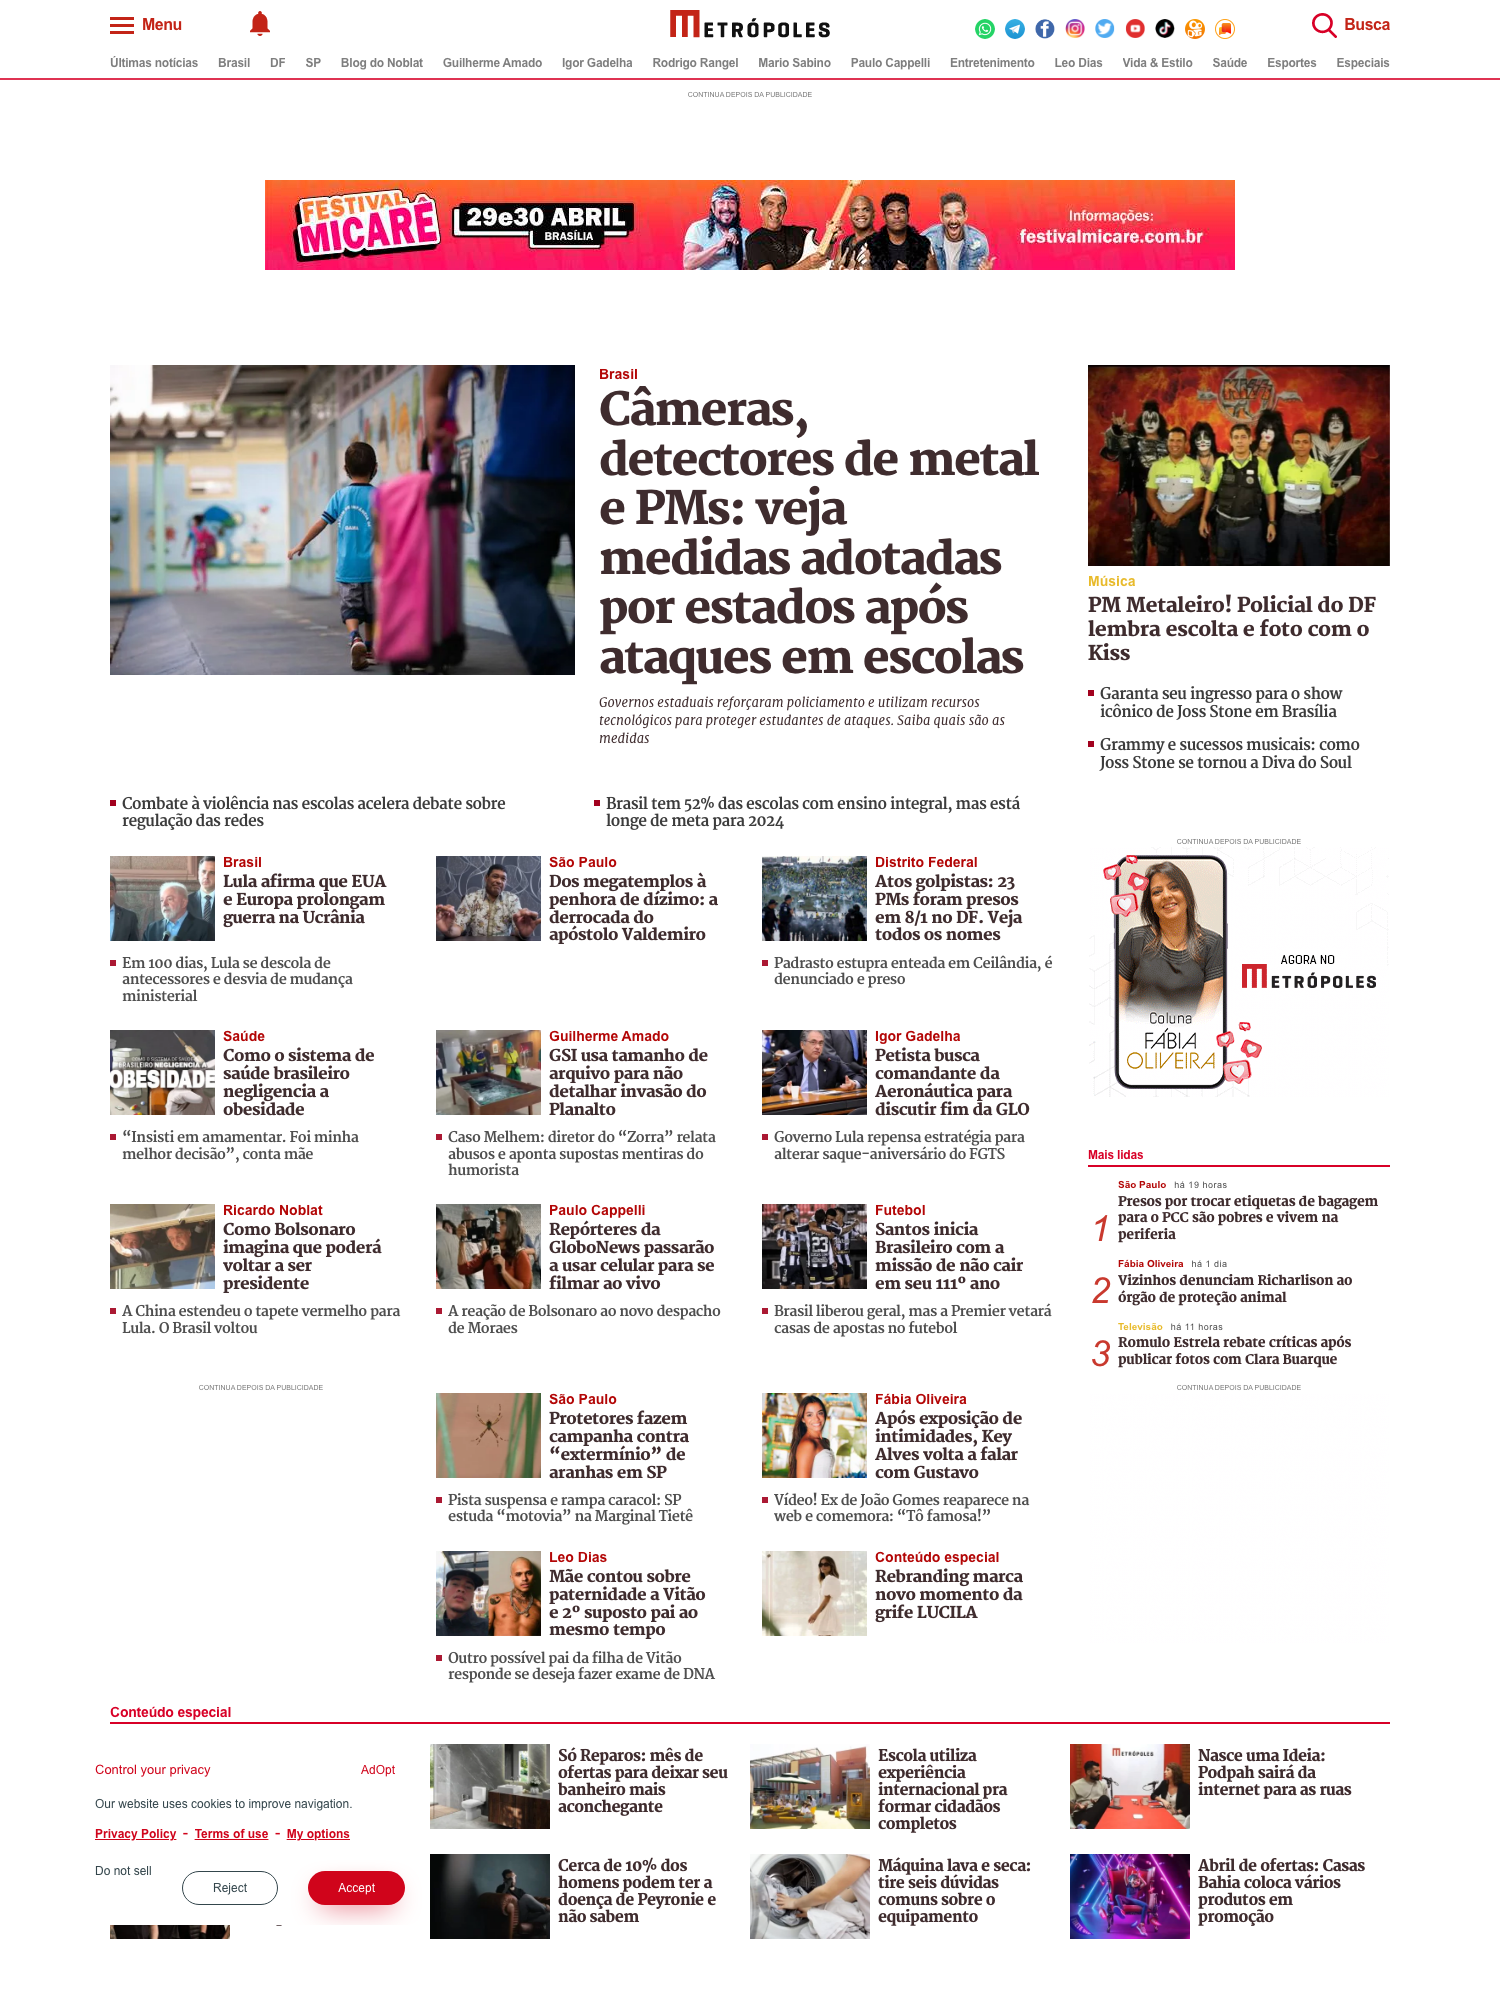 Menu
METRÓPOLES
Busca
Últimas notícias Brasil DF SP Blog do Noblat Guilherme Amado Igor Gadelha Rodrigo Rangel Mario Sabino Paulo Cappelli Entretenimento Leo Dias Vida & Estilo Saúde Esportes Especiais
CONTINUA DEPOIS DA PUBLICIDADE
FESTIVAL
MICARÊ
29e30 ABRIL
BRASÍLIA
Informações:
festivalmicare.com.br
Brasil
Câmeras,
detectores de metal
e PMs: veja
medidas adotadas
por estados após
ataques em escolas
Governos estaduais reforçaram policiamento e utilizam recursos
tecnológicos para proteger estudantes de ataques. Saiba quais são as
medidas
Combate à violência nas escolas acelera debate sobre
regulação das redes
Brasil tem 52% das escolas com ensino integral, mas está
longe de meta para 2024
Música
PM Metaleiro! Policial do DF
lembra escolta e foto com o
Kiss
Garanta seu ingresso para o show
icônico de Joss Stone em Brasília
Grammy e sucessos musicais: como
Joss Stone se tornou a Diva do Soul
Brasil
Lula afirma que EUA
e Europa prolongam
guerra na Ucrânia
Em 100 dias, Lula se descola de
antecessores e desvia de mudança
ministerial
São Paulo
Dos megatemplos à
penhora de dízimo: a
derrocada do
apóstolo Valdemiro
Distrito Federal
Atos golpistas: 23
PMs foram presos
em 8/1 no DF. Veja
todos os nomes
Padrasto estupra enteada em Ceilândia, é
denunciado e preso
CONTINUA DEPOIS DA PUBLICIDADE
AGORA NO
METRÓPOLES
Coluna
FÁBIA
OLIVEIRA
OBESIDADE
Saúde
Como o sistema de
saúde brasileiro
negligencia a
obesidade
“Insisti em amamentar. Foi minha
melhor decisão”, conta mãe
Guilherme Amado
GSI usa tamanho de
arquivo para não
detalhar invasão do
Planalto
Caso Melhem: diretor do “Zorra” relata
abusos e aponta supostas mentiras do
humorista
Igor Gadelha
Petista busca
comandante da
Aeronáutica para
discutir fim da GLO
Governo Lula repensa estratégia para
alterar saque-aniversário do FGTS
Mais lidas
São Paulo há 19 horas
1
Presos por trocar etiquetas de bagagem
para o PCC são pobres e vivem na
periferia
Fábia Oliveira há 1 dia
2
Vizinhos denunciam Richarlison ao
órgão de proteção animal
Televisão há 11 horas
3
Romulo Estrela rebate críticas após
publicar fotos com Clara Buarque
CONTINUA DEPOIS DA PUBLICIDADE
Ricardo Noblat
Como Bolsonaro
imagina que poderá
voltar a ser
presidente
A China estendeu o tapete vermelho para
Lula. O Brasil voltou
Paulo Cappelli
Repórteres da
GloboNews passarão
a usar celular para se
filmar ao vivo
A reação de Bolsonaro ao novo despacho
de Moraes
23
Futebol
Santos inicia
Brasileiro com a
missão de não cair
em seu 111º ano
Brasil liberou geral, mas a Premier vetará
casas de apostas no futebol
CONTINUA DEPOIS DA PUBLICIDADE
São Paulo
Protetores fazem
campanha contra
“extermínio” de
aranhas em SP
Pista suspensa e rampa caracol: SP
estuda “motovia” na Marginal Tietê
Fábia Oliveira
Após exposição de
intimidades, Key
Alves volta a falar
com Gustavo
Vídeo! Ex de João Gomes reaparece na
web e comemora: “Tô famosa!”
Leo Dias
Mãe contou sobre
paternidade a Vitão
e 2º suposto pai ao
mesmo tempo
Outro possível pai da filha de Vitão
responde se deseja fazer exame de DNA
Conteúdo especial
Rebranding marca
novo momento da
grife LUCILA
Conteúdo especial
Control your privacy
AdOpt
Our website uses cookies to improve navigation.
Privacy Policy - Terms of use - My options
Do not sell
Reject
Accept
Só Reparos: mês de
ofertas para deixar seu
banheiro mais
aconchegante
Escola utiliza
experiência
internacional pra
formar cidadãos
completos
METRÓPOLES
Nasce uma Ideia:
Podpah sairá da
internet para as ruas
Cerca de 10% dos
homens podem ter a
doença de Peyronie e
não sabem
Máquina lava e seca:
tire seis dúvidas
comuns sobre o
equipamento
Abril de ofertas: Casas
Bahia coloca vários
produtos em
promoção